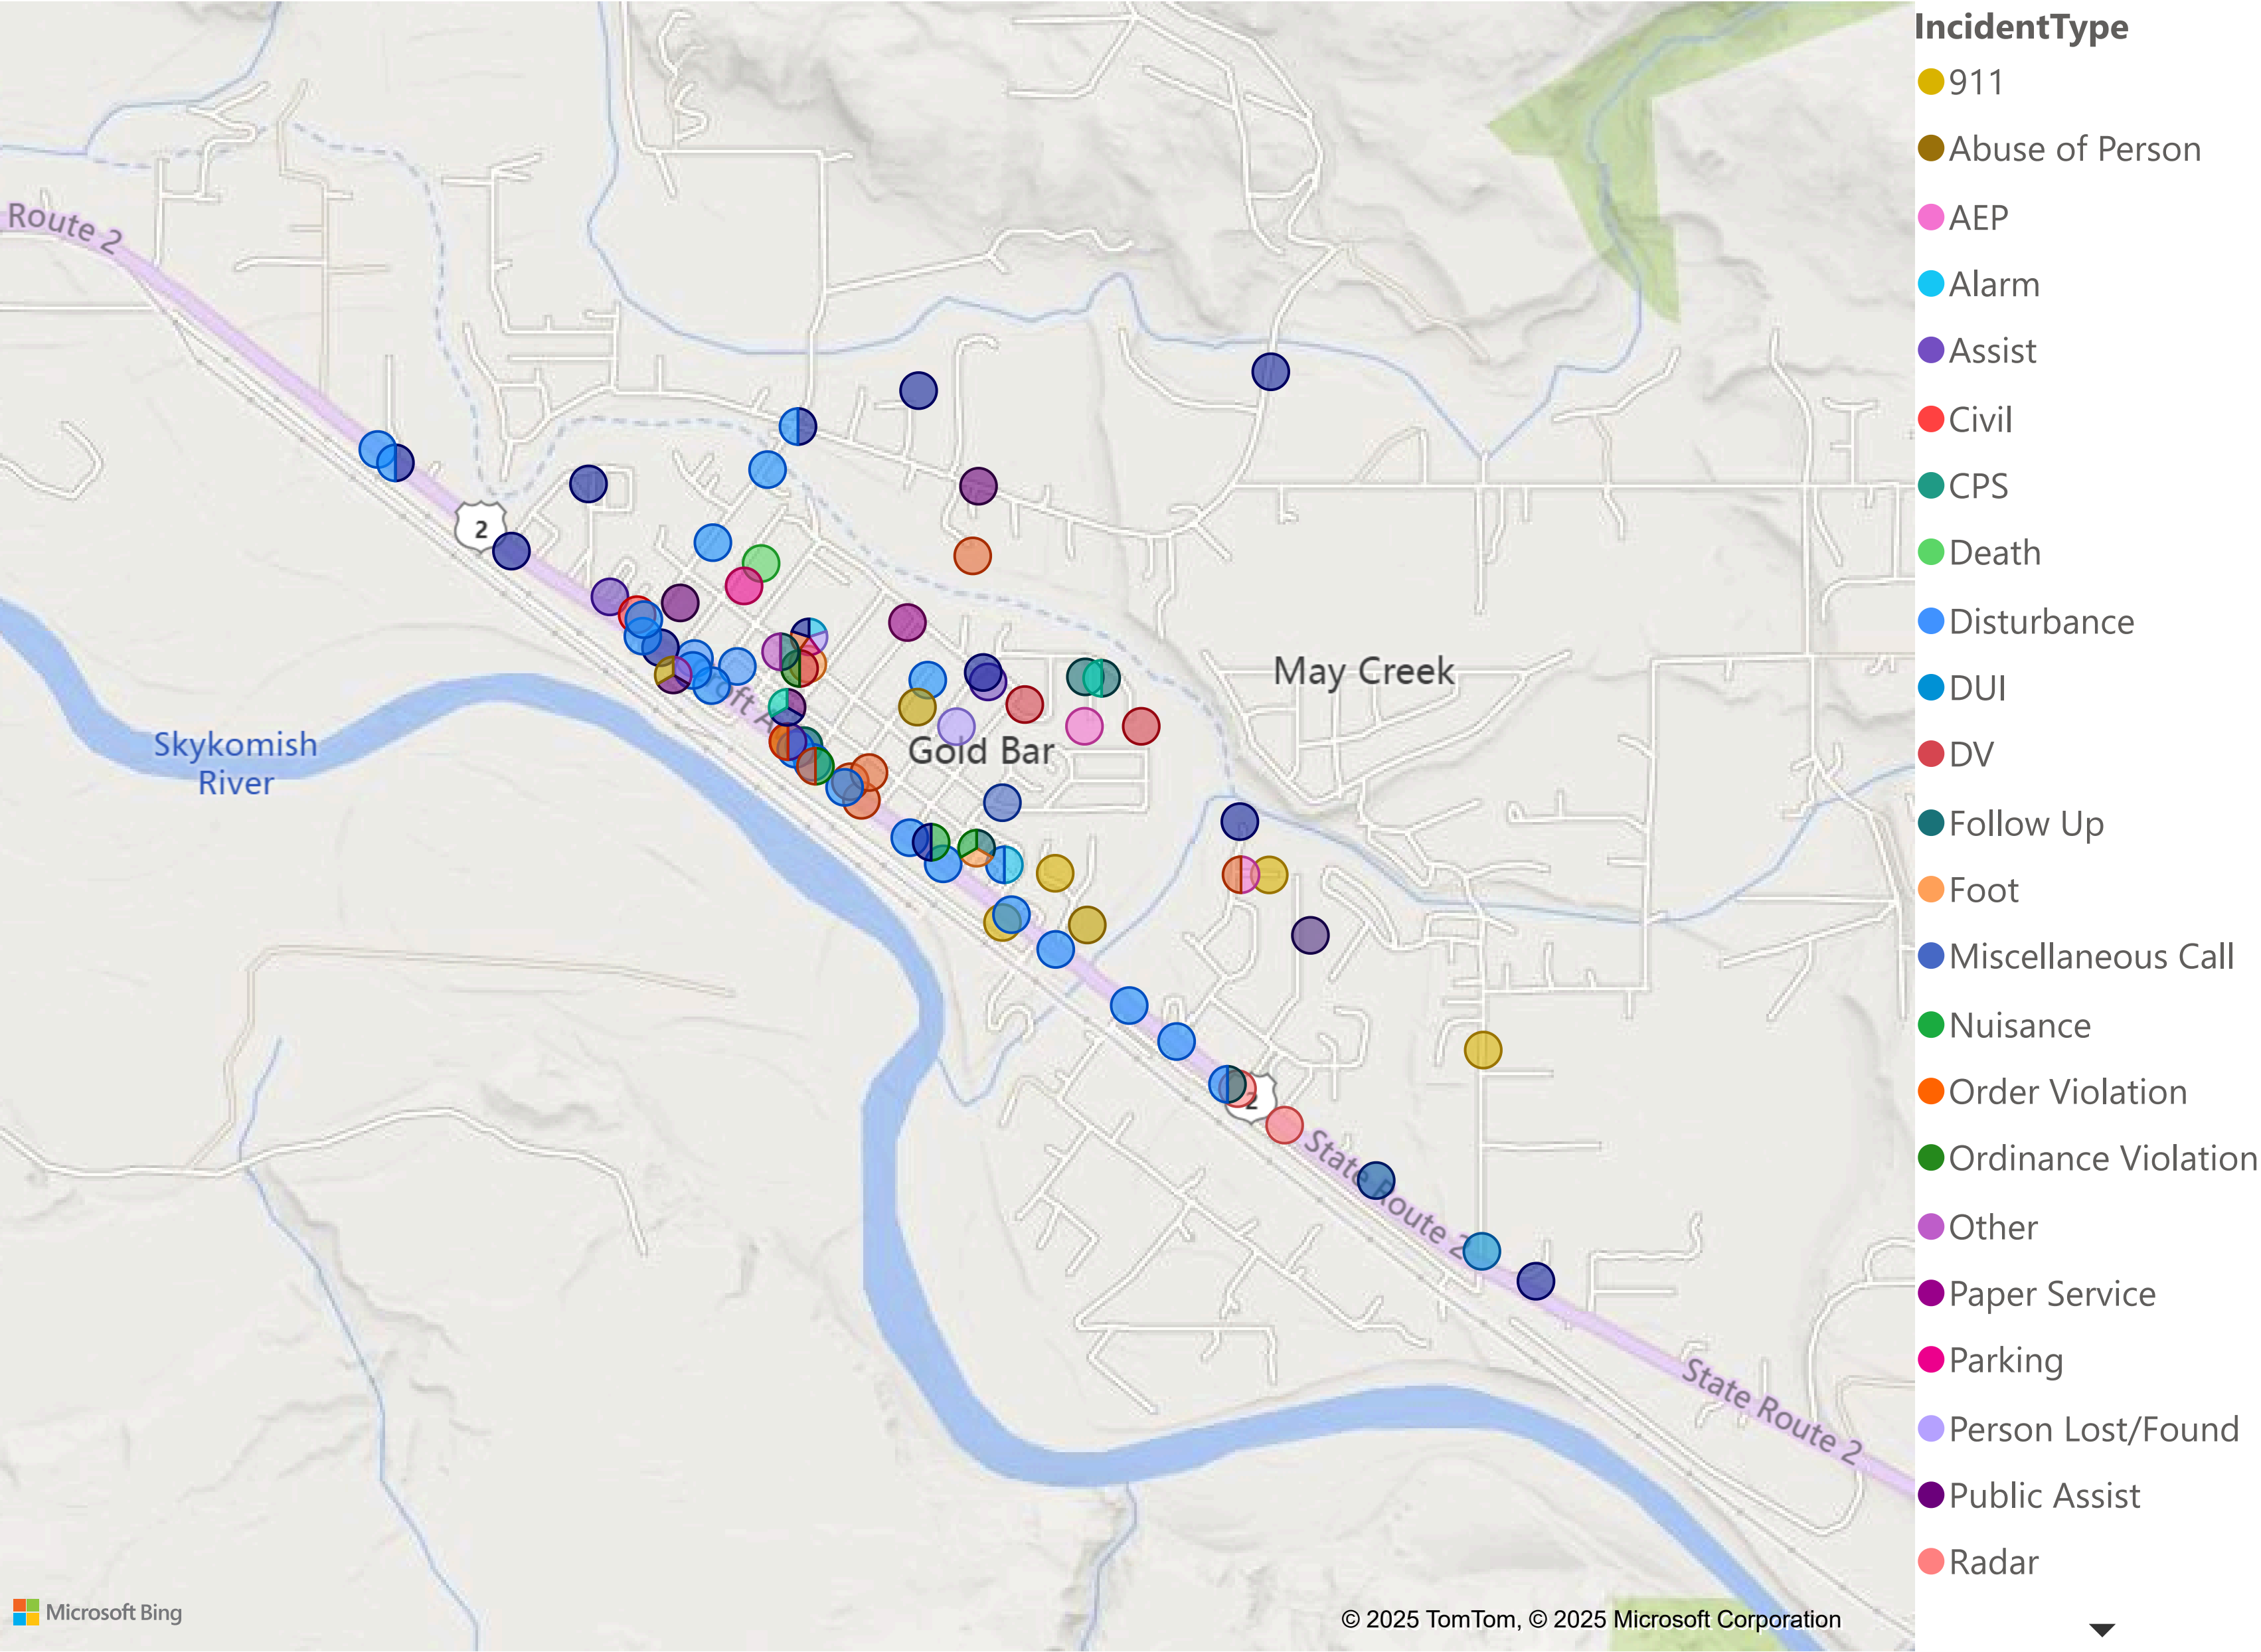 Route 2
2
Skykomish
River
oft A
Gold Bar
May Creek
2
State Route 2
State Route 2
Microsoft Bing
© 2025 TomTom, © 2025 Microsoft Corporation
IncidentType
911
Abuse of Person
AEP
Alarm
Assist
Civil
CPS
Death
Disturbance
DUI
DV
Follow Up
Foot
Miscellaneous Call
Nuisance
Order Violation
Ordinance Violation
Other
Paper Service
Parking
Person Lost/Found
Public Assist
Radar